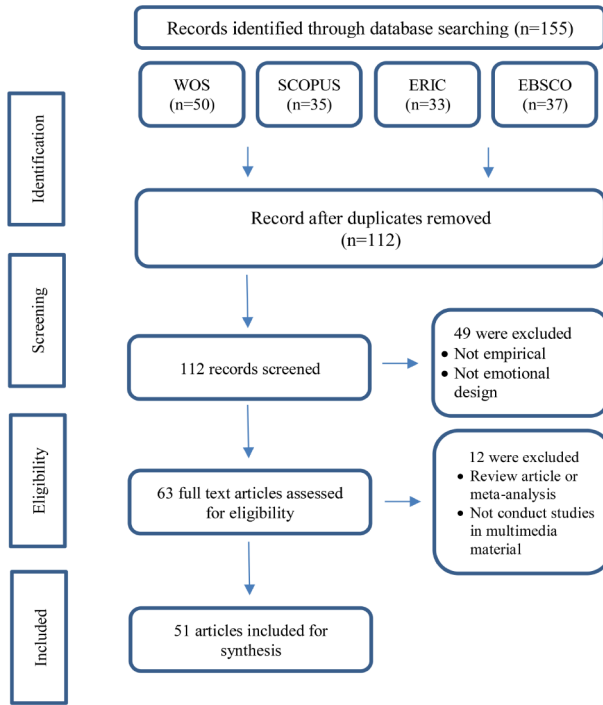 Records identified through database searching (n=155)
WOS
(n=50)
SCOPUS
(n=35)
ERIC
(n=33)
EBSCO
(n=37)
Identification
Record after duplicates removed
(n=112)
Screening
112 records screened
49 were excluded
• Not empirical
• Not emotional
design
Eligibility
63 full text articles assessed
for eligibility
12 were excluded
• Review article or
meta-analysis
• Not conduct studies
in multimedia
material
Included
51 articles included for
synthesis